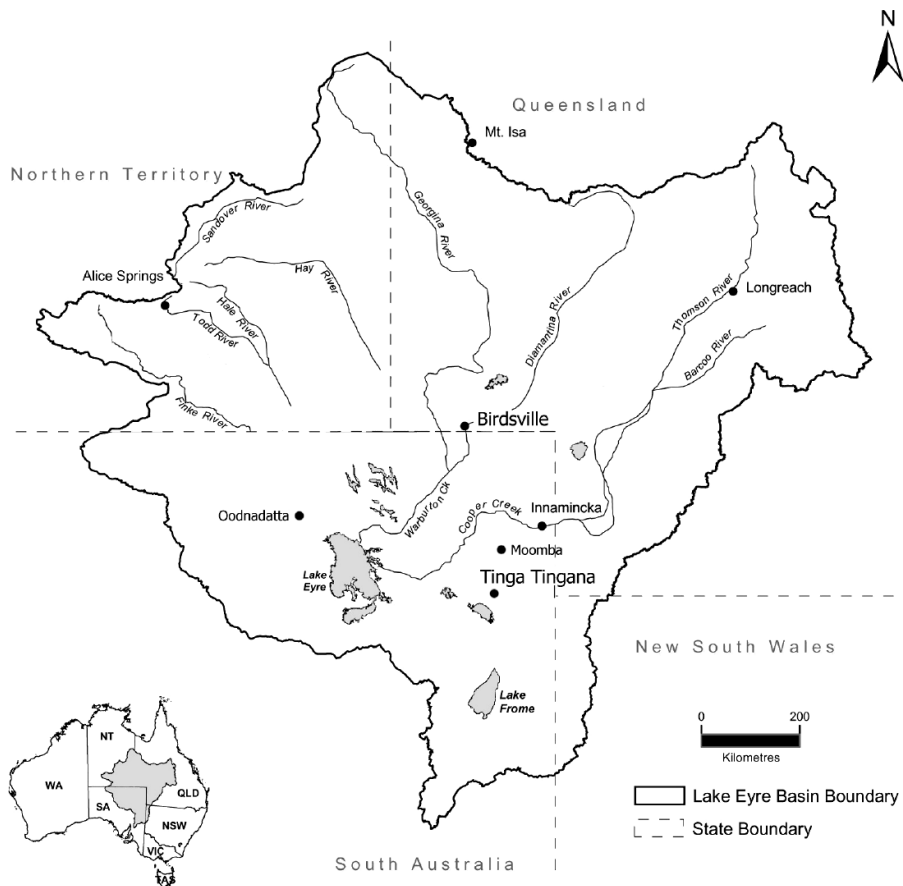 N
Queensland
Mt. Isa
Northern Territory
Sandover River
Georgina River
Hay River
Alice Springs
Hale River
Todd River
Finke River
Diamantina River
Thomson River
Longreach
Barcoo River
Birdsville
Oodnadatta
Warburton Ck
Cooper Creek
Innamincka
Moomba
Lake
Eyre
Tinga Tingana
New South Wales
Lake
Frome
0 200
Kilometres
NT
WA
QLD
SA
NSW
VIC
TAS
Lake Eyre Basin Boundary
State Boundary
South Australia